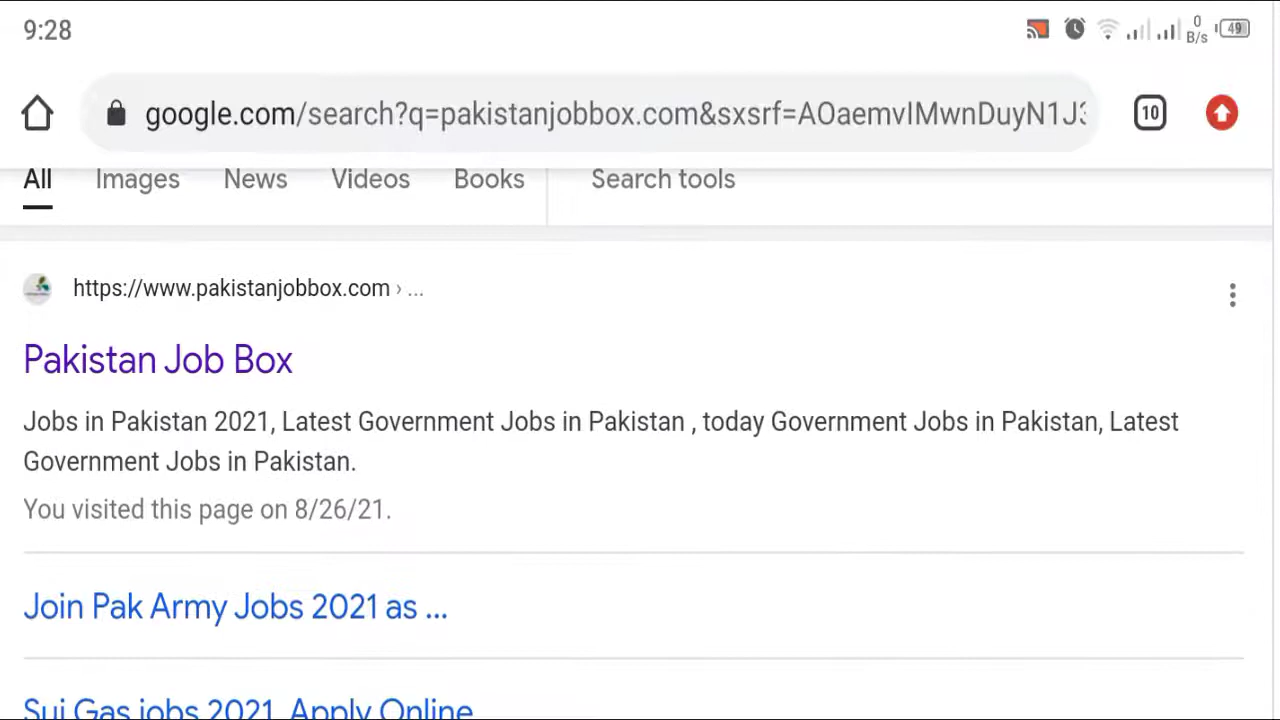 9:28
0
B/s
49
google.com/search?q=pakistanjobbox.com&sxsrf=AOaemvIMwnDuyN1J3
10
All Images News Videos Books Search tools
https://www.pakistanjobbox.com › ...
Pakistan Job Box
Jobs in Pakistan 2021, Latest Government Jobs in Pakistan , today Government Jobs in Pakistan, Latest
Government Jobs in Pakistan.
You visited this page on 8/26/21.
Join Pak Army Jobs 2021 as ...
Sui Gas jobs 2021, Apply Online